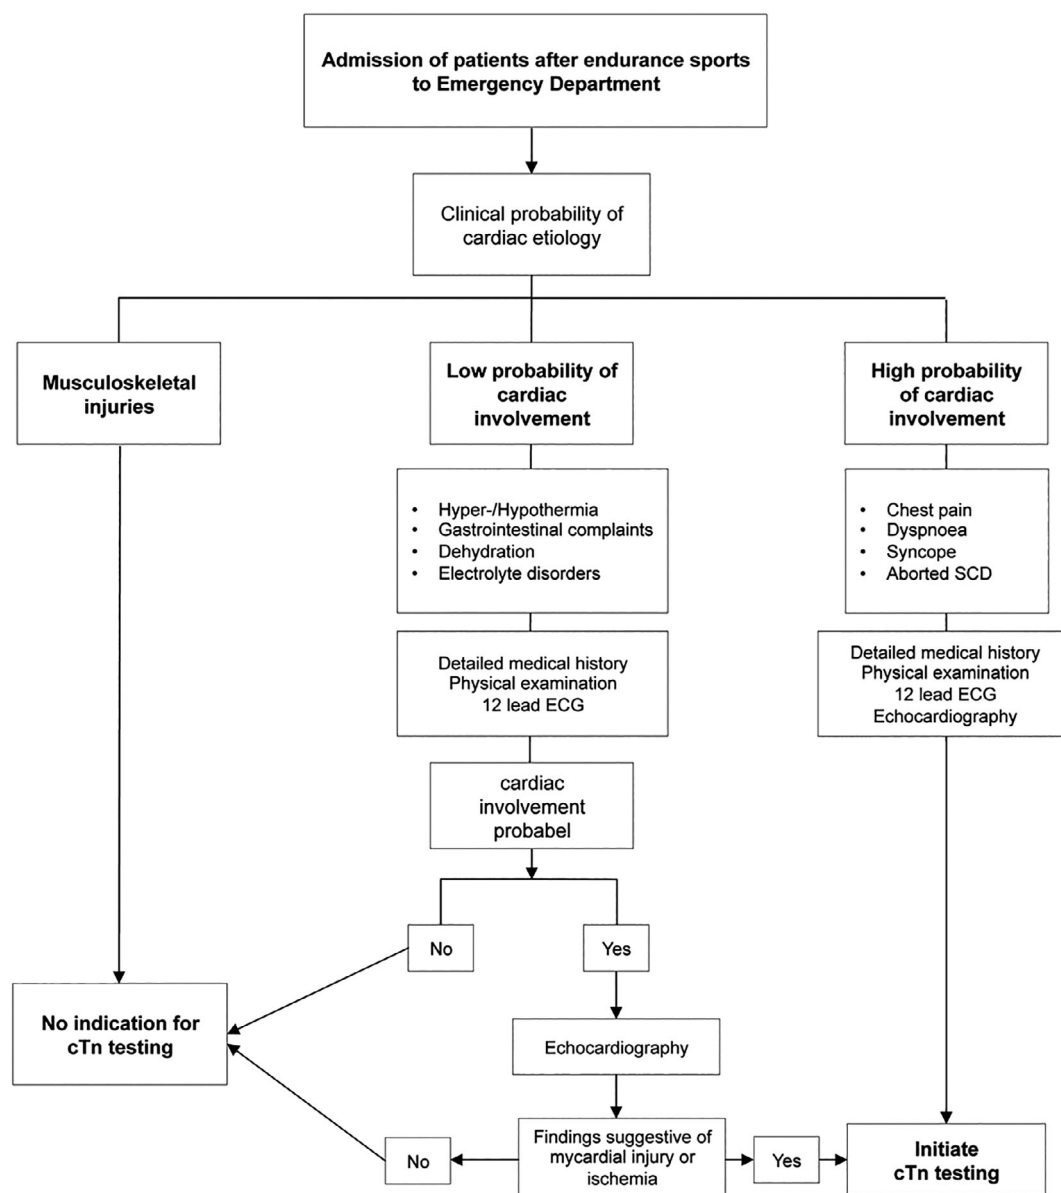 Admission of patients after endurance sports
to Emergency Department
Clinical probability of
cardiac etiology
Musculoskeletal
injuries
Low probability of
cardiac
involvement
High probability
of cardiac
involvement
• Hyper-/Hypothermia
• Gastrointestinal complaints
• Dehydration
• Electrolyte disorders
• Chest pain
• Dyspnoea
• Syncope
• Aborted SCD
Detailed medical history
Physical examination
12 lead ECG
Detailed medical history
Physical examination
12 lead ECG
Echocardiography
cardiac
involvement
probabel
No
Yes
No indication for
cTn testing
Echocardiography
No
Findings suggestive of
mycardial injury or
ischemia
Yes
Initiate
cTn testing